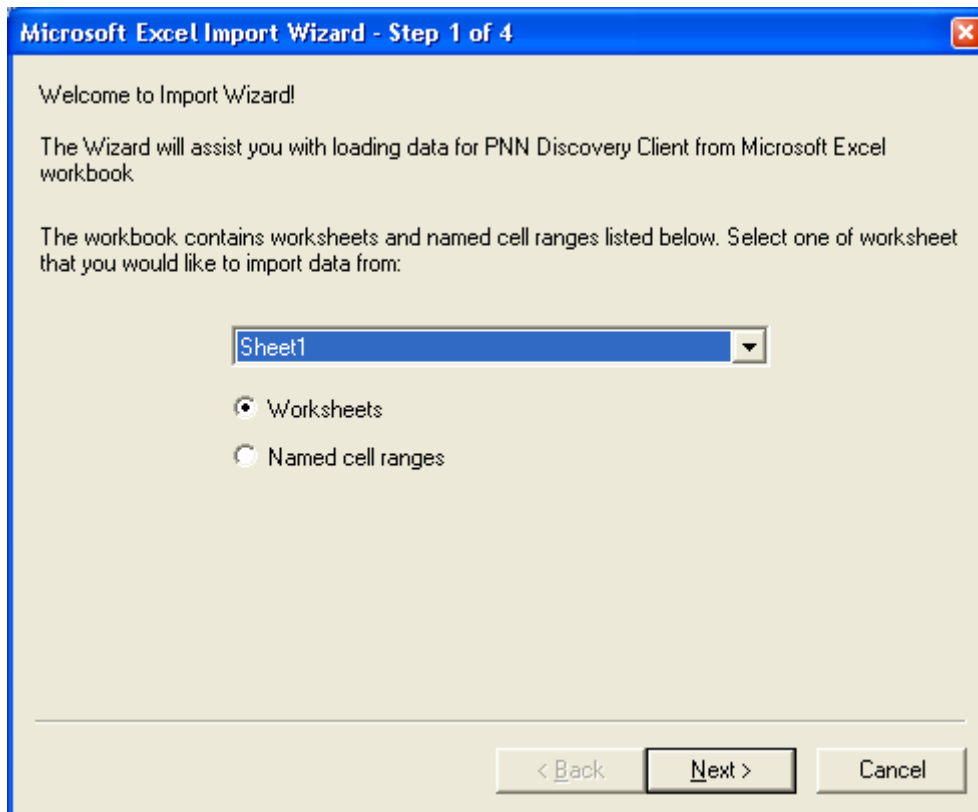 Microsoft Excel Import Wizard - Step 1 of 4
Welcome to Import Wizard!
The Wizard will assist you with loading data for PNN Discovery Client from Microsoft Excel
workbook
The workbook contains worksheets and named cell ranges listed below. Select one of worksheet
that you would like to import data from:
Sheet1
Worksheets
Named cell ranges
< Back Next > Cancel